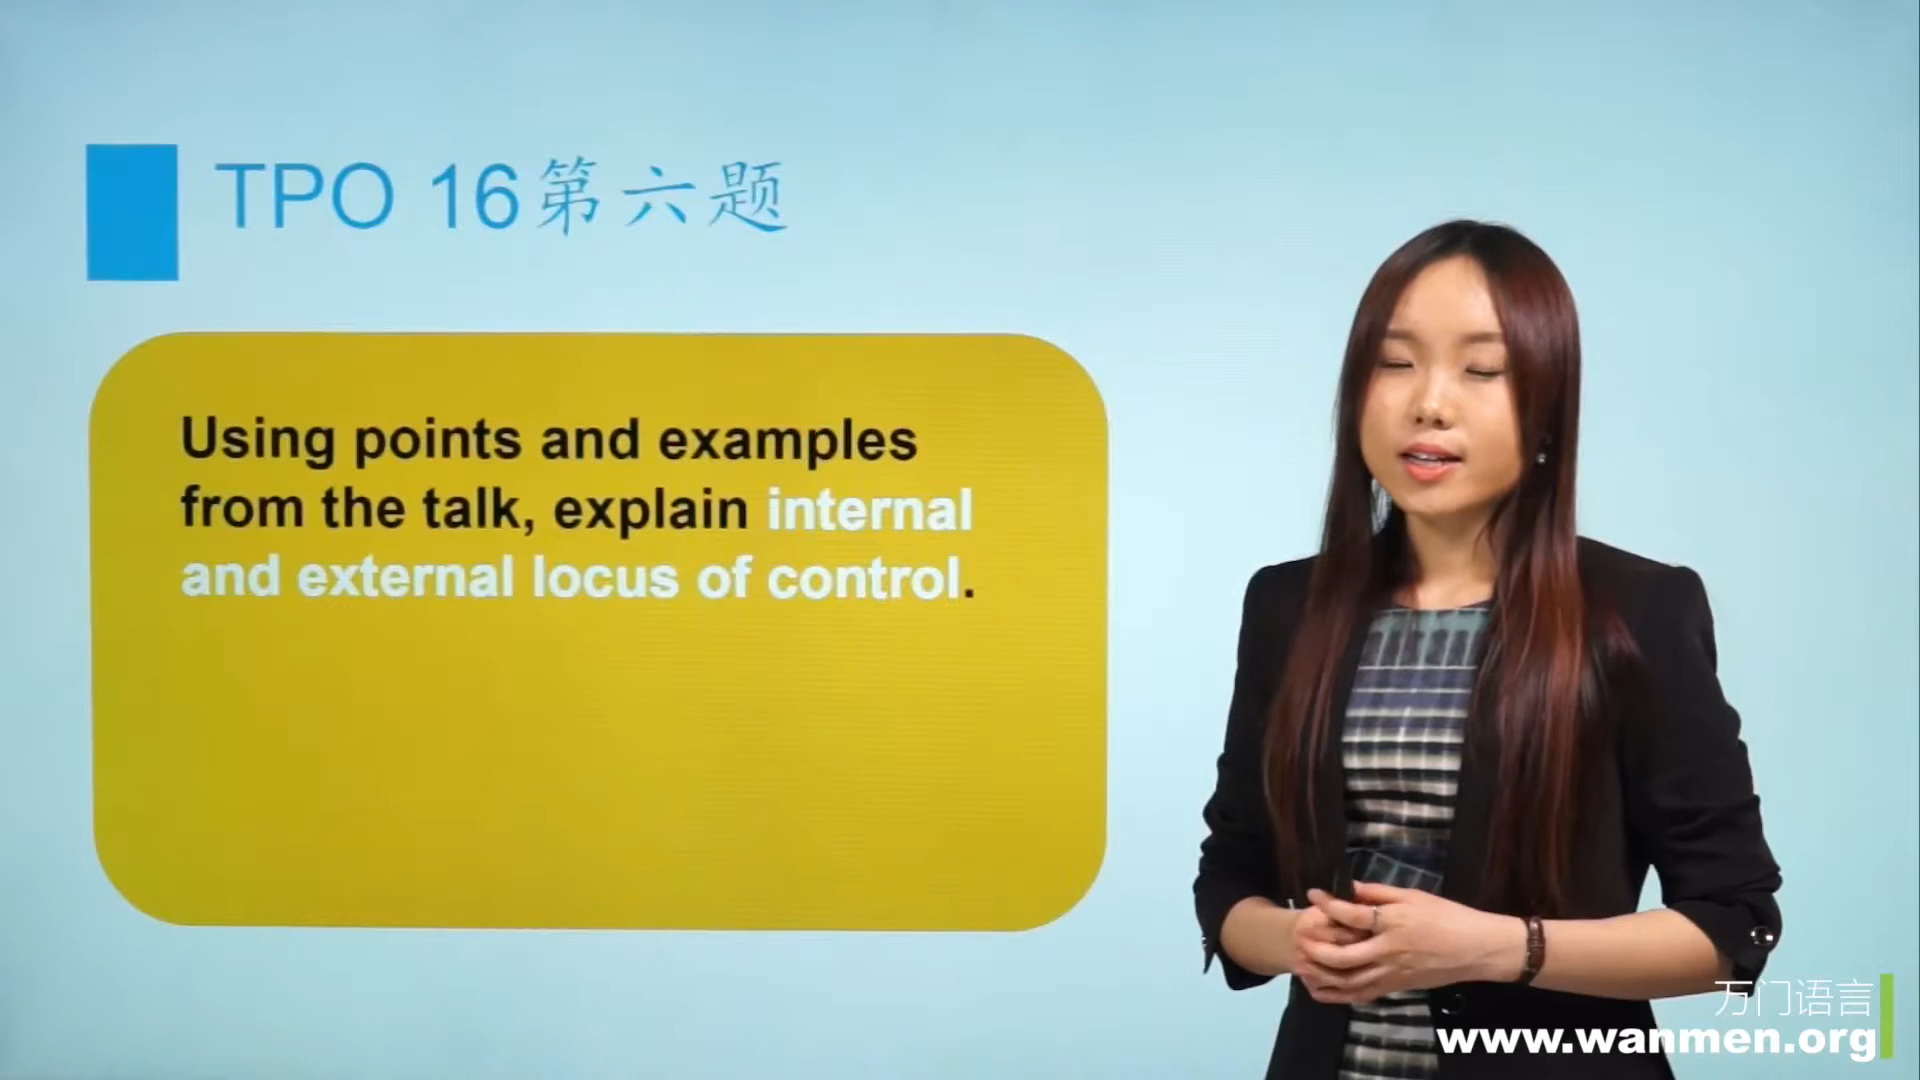 TPO 16第六题
Using points and examples
from the talk, explain internal
and external locus of control.
万门语言
www.wanmen.org